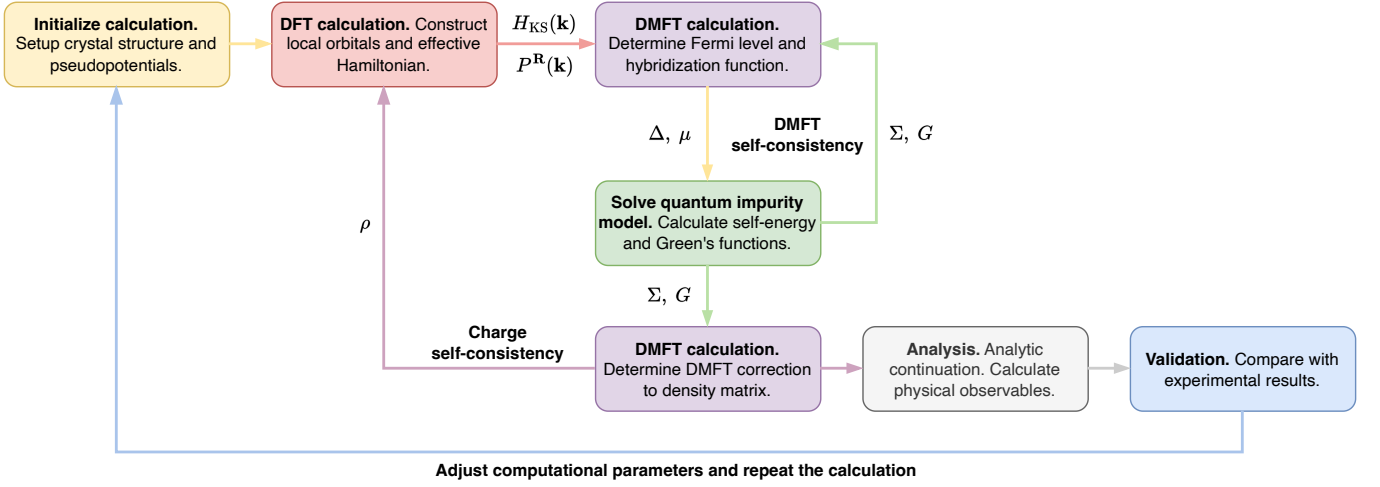 Initialize calculation.
Setup crystal structure and
pseudopotentials.
DFT calculation. Construct
local orbitals and effective
Hamiltonian.
H_KS(k)
P^R(k)
DMFT calculation.
Determine Fermi level and
hybridization function.
Δ, μ
DMFT
self-consistency
Σ, G
Solve quantum impurity
model. Calculate self-energy
and Green's functions.
ρ
Σ, G
Charge
self-consistency
DMFT calculation.
Determine DMFT correction
to density matrix.
Analysis. Analytic
continuation. Calculate
physical observables.
Validation. Compare with
experimental results.
Adjust computational parameters and repeat the calculation